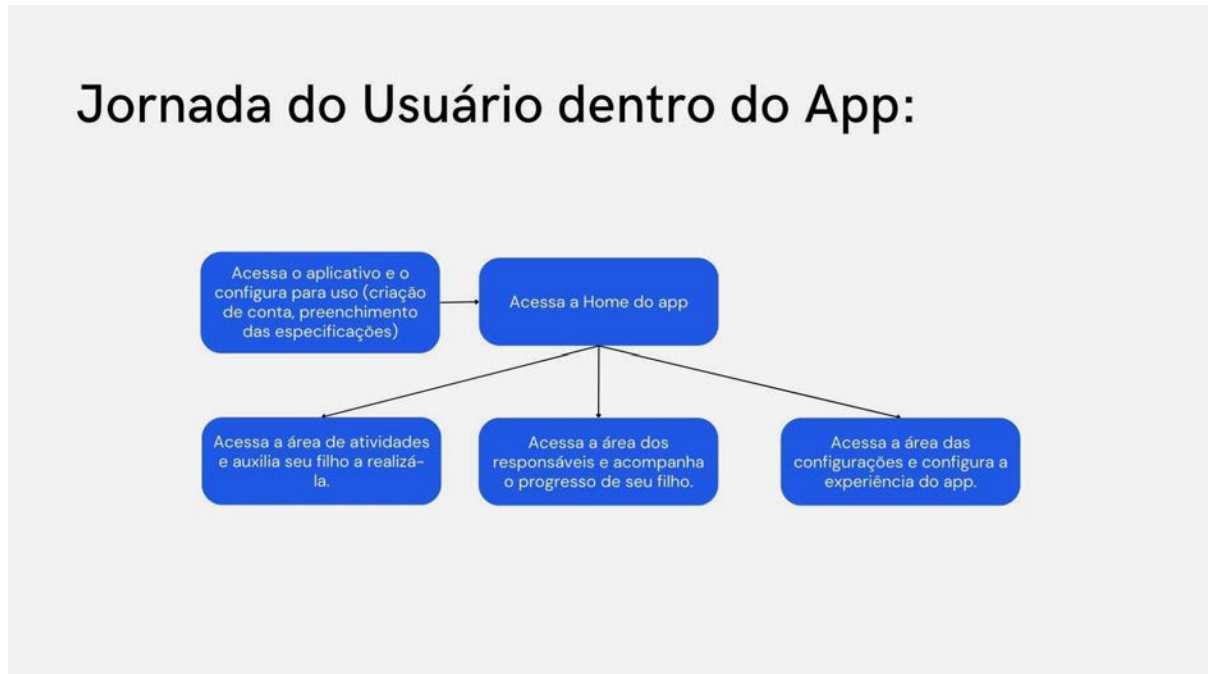 Jornada do Usuário dentro do App:
Acessa o aplicativo e o
configura para uso (criação
de conta, preenchimento
das especificações)
Acessa a Home do app
Acessa a área de atividades
e auxilia seu filho a realizá-
la.
Acessa a área dos
responsáveis e acompanha
o progresso de seu filho.
Acessa a área das
configurações e configura a
experiência do app.